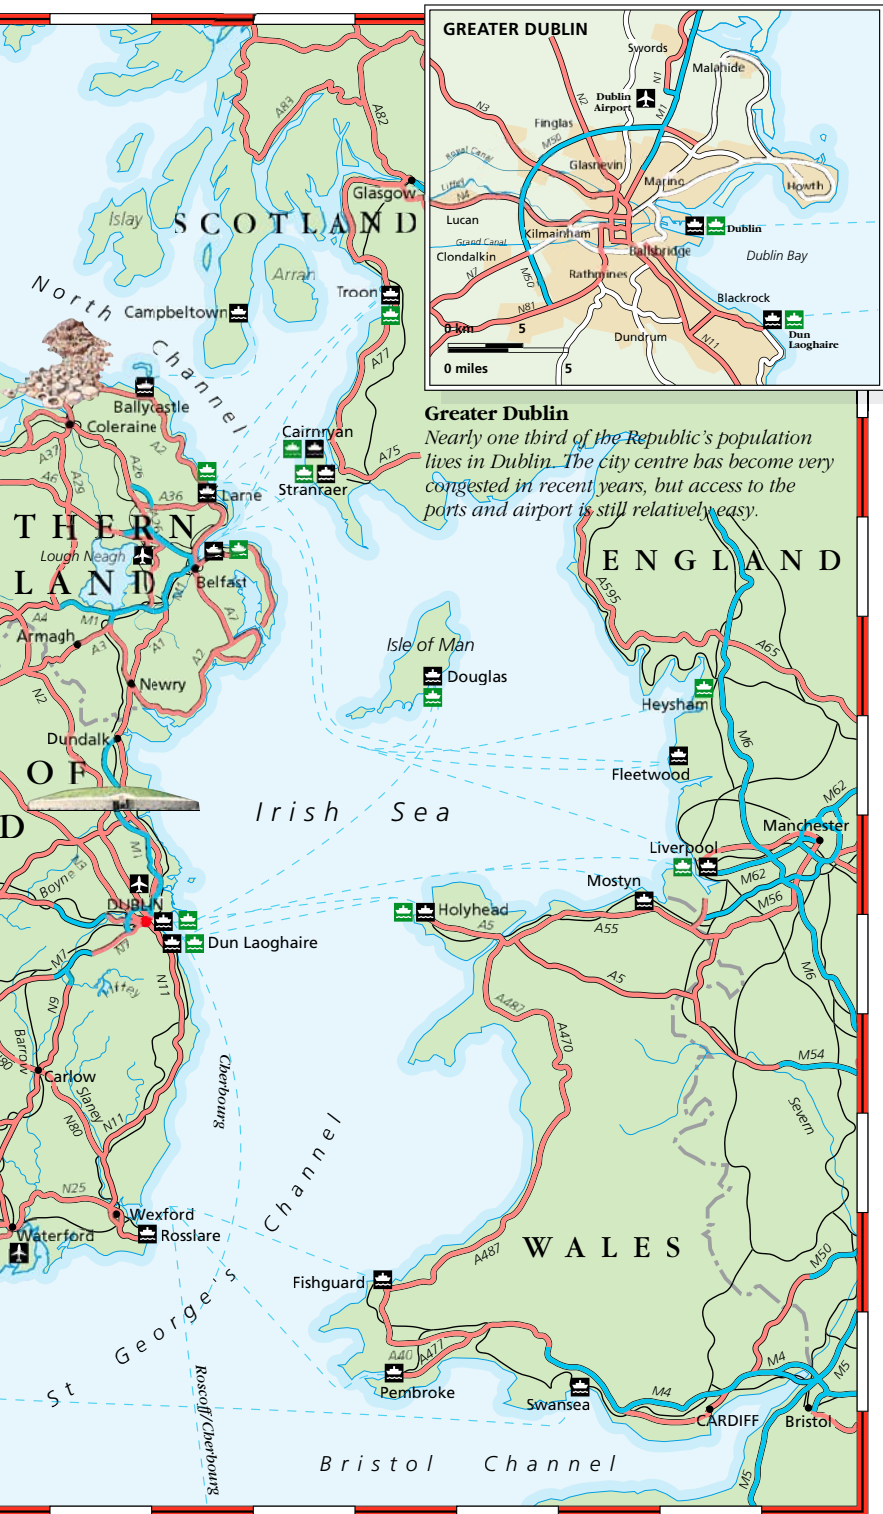 GREATER DUBLIN
Swords
Malahide
N1
N2
N3
M1
Dublin
Airport
Finglas
M50
Royal Canal
Glasnevin
Liffey
N4
Marino
Howth
Lucan
Kilmainham
Dublin
Grand Canal
Clondalkin
Ballsbridge
Dublin Bay
N7
M50
Rathmines
Blackrock
N81
0 km 5
Dundrum
N11
Dun
Laoghaire
0 miles 5
Greater Dublin
Nearly one third of the Republic's population
lives in Dublin. The city centre has become very
congested in recent years, but access to the
ports and airport is still relatively easy.
A83
A82
Glasgow
Islay
SCOTLAND
Arran
North Channel
Campbeltown
Troon
A77
Ballycastle
Coleraine
Cairnryan
A37
A2
A26
A75
A6
A29
Stranraer
A36
Larne
THERN
A26
Lough Neagh
ENGLAND
LAND
Belfast
M1
A595
A4
M1
A7
Armagh
A3
A1
A2
Isle of Man
A65
Douglas
Newry
N2
Heysham
Dundalk
M6
OF
Fleetwood
M62
Irish Sea
D
Manchester
M1
Liverpool
Boyne
Mostyn
M62
DUBLIN
M56
Holyhead
A5
A55
Dun Laoghaire
N7
M7
A5
M6
Liffey
N11
N9
A487
A470
Barrow
M54
N80
Carlow
Cherbourg
Slaney
Severn
N80
N11
St George's Channel
N25
Wexford
Waterford
Rosslare
WALES
A487
M50
Fishguard
A40
A477
M4
M5
Pembroke
Roscoff/Cherbourg
Swansea
M4
CARDIFF
Bristol
Bristol Channel
M5